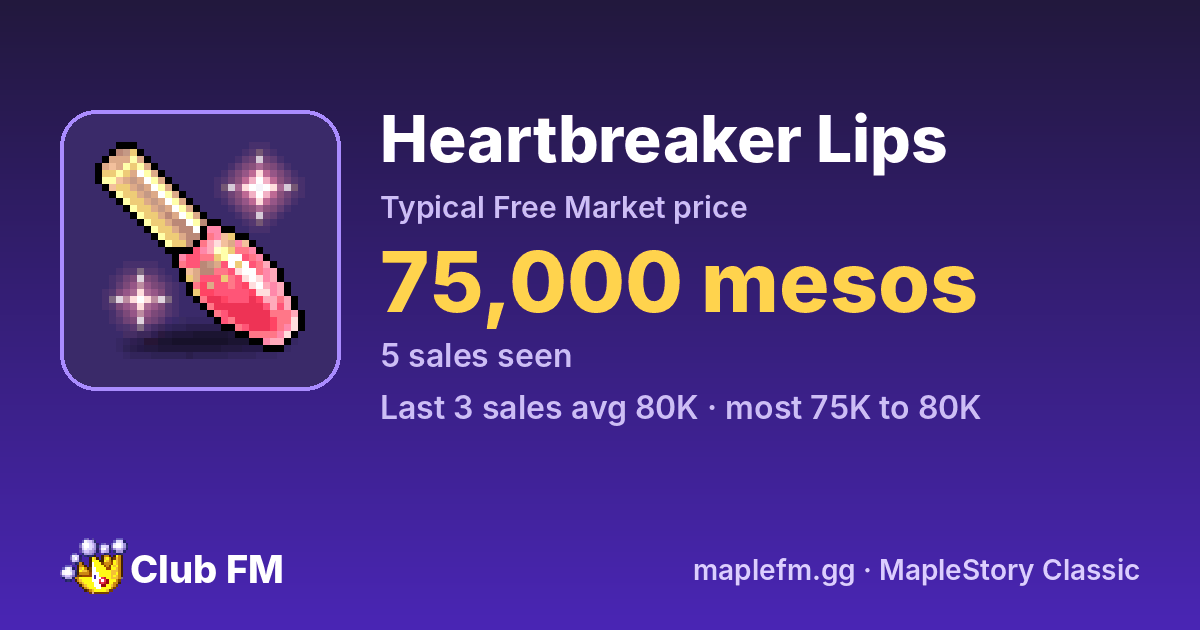 Heartbreaker Lips
Typical Free Market price
75,000 mesos
5 sales seen
Last 3 sales avg 80K · most 75K to 80K
Club FM
maplefm.gg · MapleStory Classic